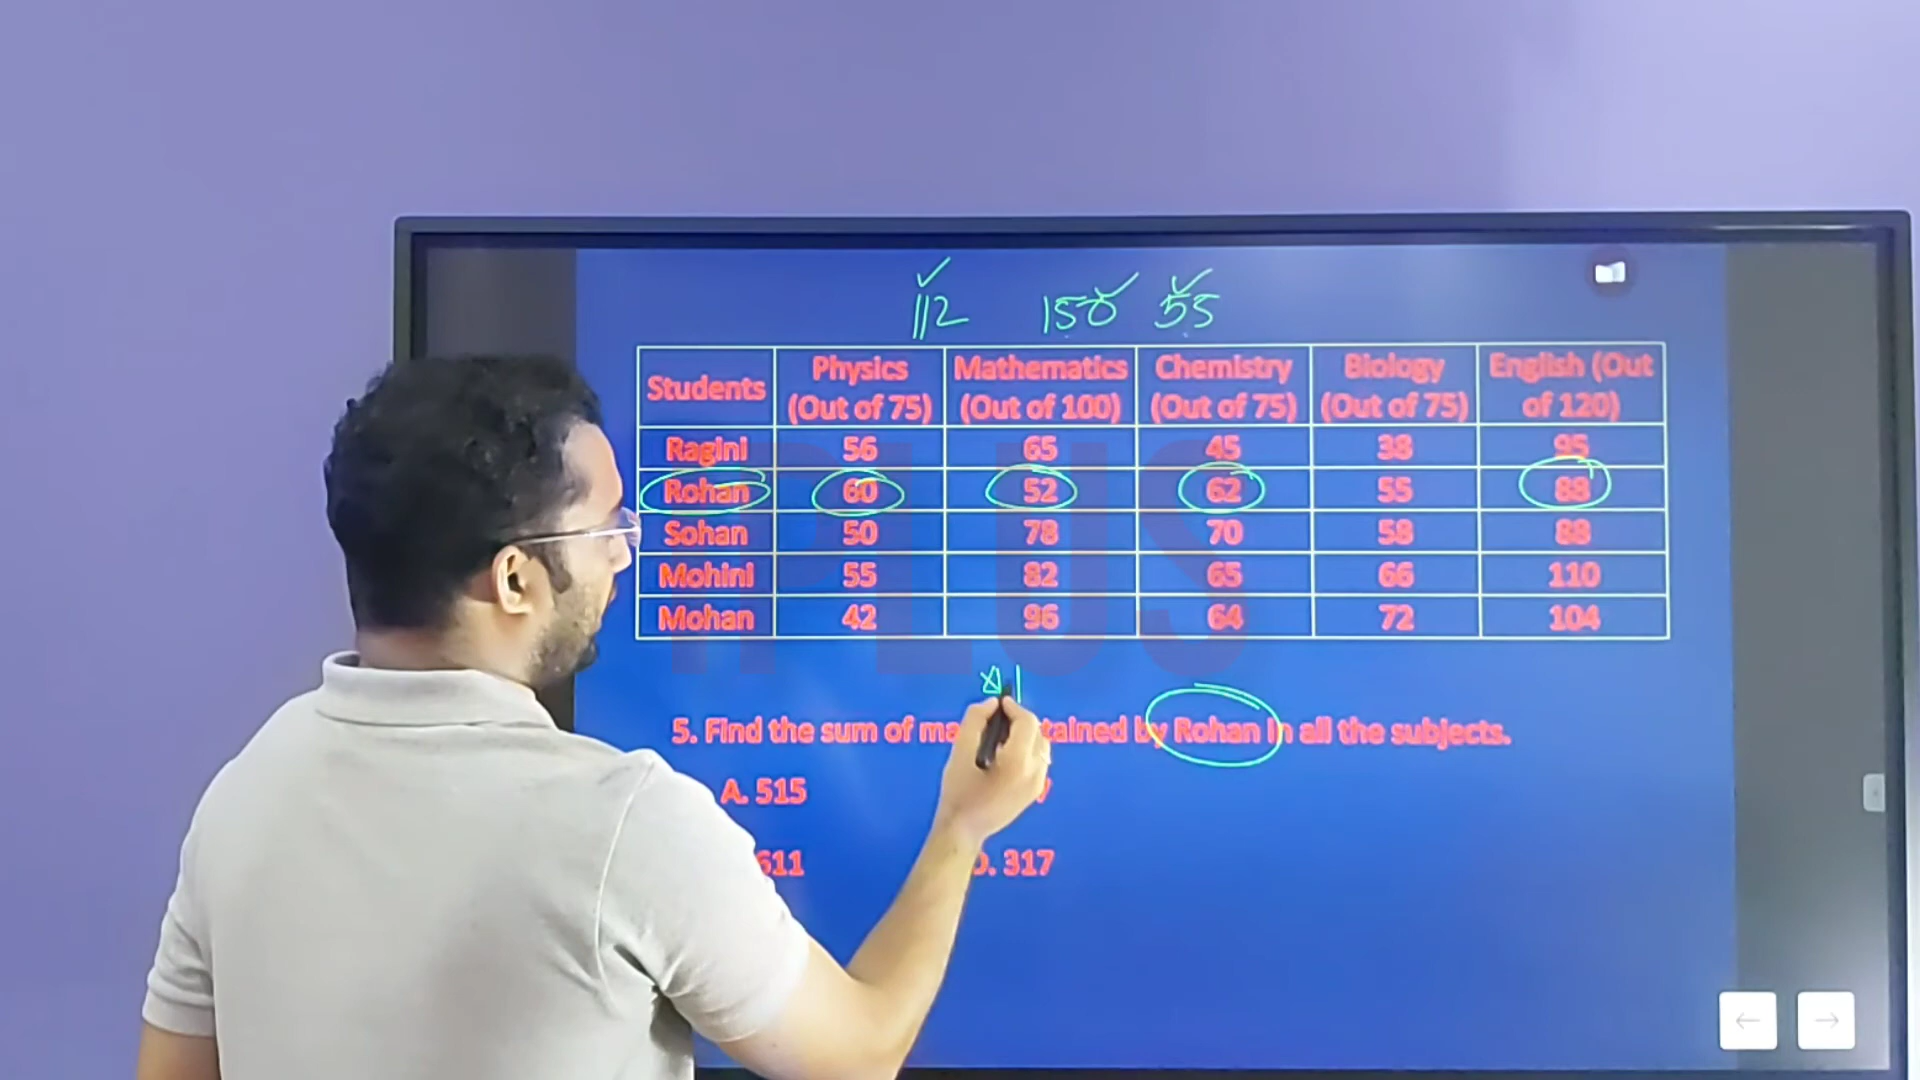 112 150 55
Students Physics (Out of 75) Mathematics (Out of 100) Chemistry (Out of 75) Biology (Out of 75) English (Out of 120)
Ragini 56 65 45 38 95
Rohan 60 52 62 55 88
Sohan 50 78 70 58 88
Mohini 55 82 65 66 110
Mohan 42 96 64 72 104
PLUS
5. Find the sum of by Rohan in all the subjects.
A. 515
611 D. 317